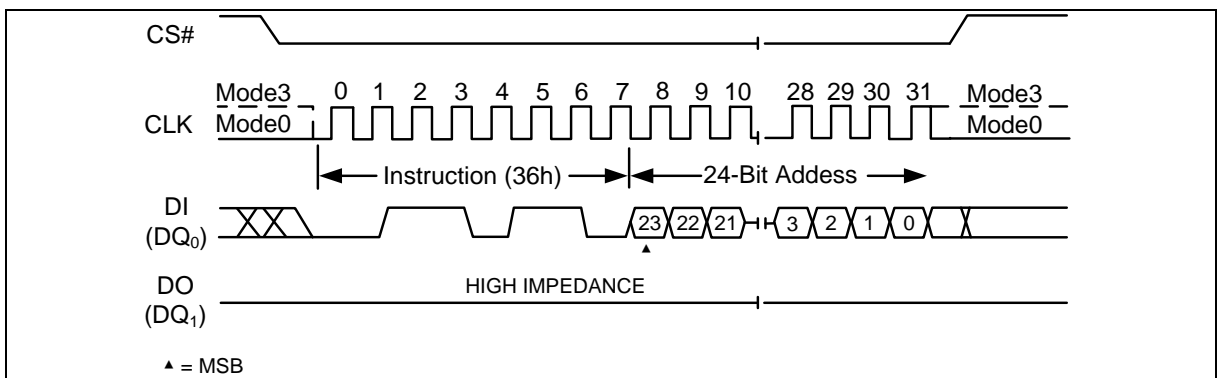 CS#
0 1 2 3 4 5 6 7 8 9 10 28 29 30 31
Mode3 Mode3
CLK Mode0 Mode0
Instruction (36h) 24-Bit Addess
DI
(DQ0) 23 22 21 3 2 1 0
DO HIGH IMPEDANCE
(DQ1)
▲ = MSB